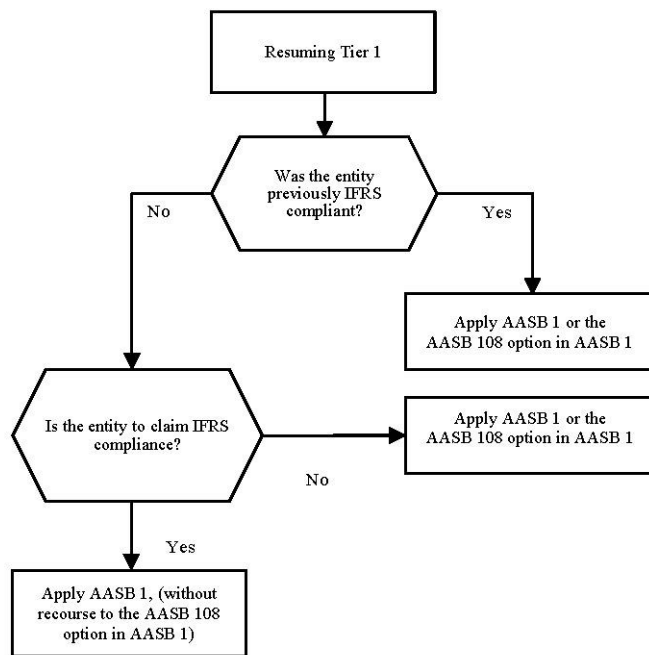 Resuming Tier 1
Was the entity
previously IFRS
compliant?
No
Yes
Apply AASB 1 or the
AASB 108 option in AASB 1
Is the entity to claim IFRS
compliance?
Apply AASB 1 or the
AASB 108 option in AASB 1
No
Yes
Apply AASB 1, (without
recourse to the AASB 108
option in AASB 1)